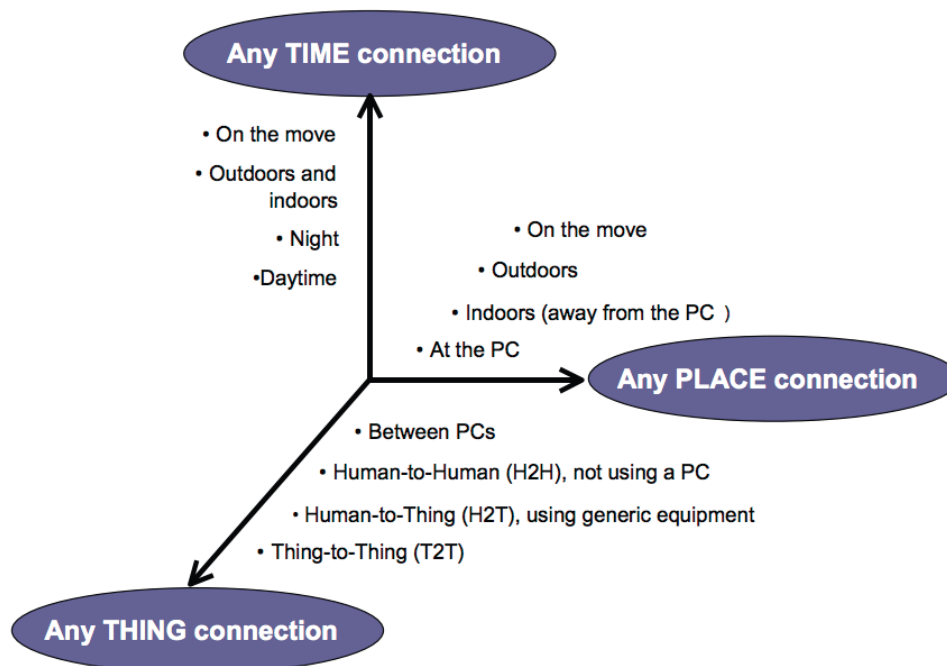 Any TIME connection
• On the move
• Outdoors and
indoors
• Night
•Daytime
• On the move
• Outdoors
• Indoors (away from the PC )
• At the PC
Any PLACE connection
• Between PCs
• Human-to-Human (H2H), not using a PC
• Human-to-Thing (H2T), using generic equipment
• Thing-to-Thing (T2T)
Any THING connection